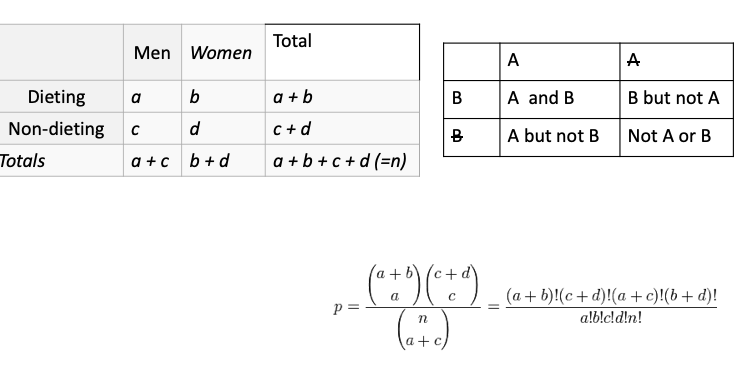 Men Women Total
Dieting a b a + b
Non-dieting c d c + d
Totals a + c b + d a + b + c + d (=n)
A A̶
B A and B B but not A
B̶ A but not B Not A or B
p = \frac{\binom{a+b}{a}\binom{c+d}{c}}{\binom{n}{a+c}} = \frac{(a+b)!(c+d)!(a+c)!(b+d)!}{a!b!c!d!n!}